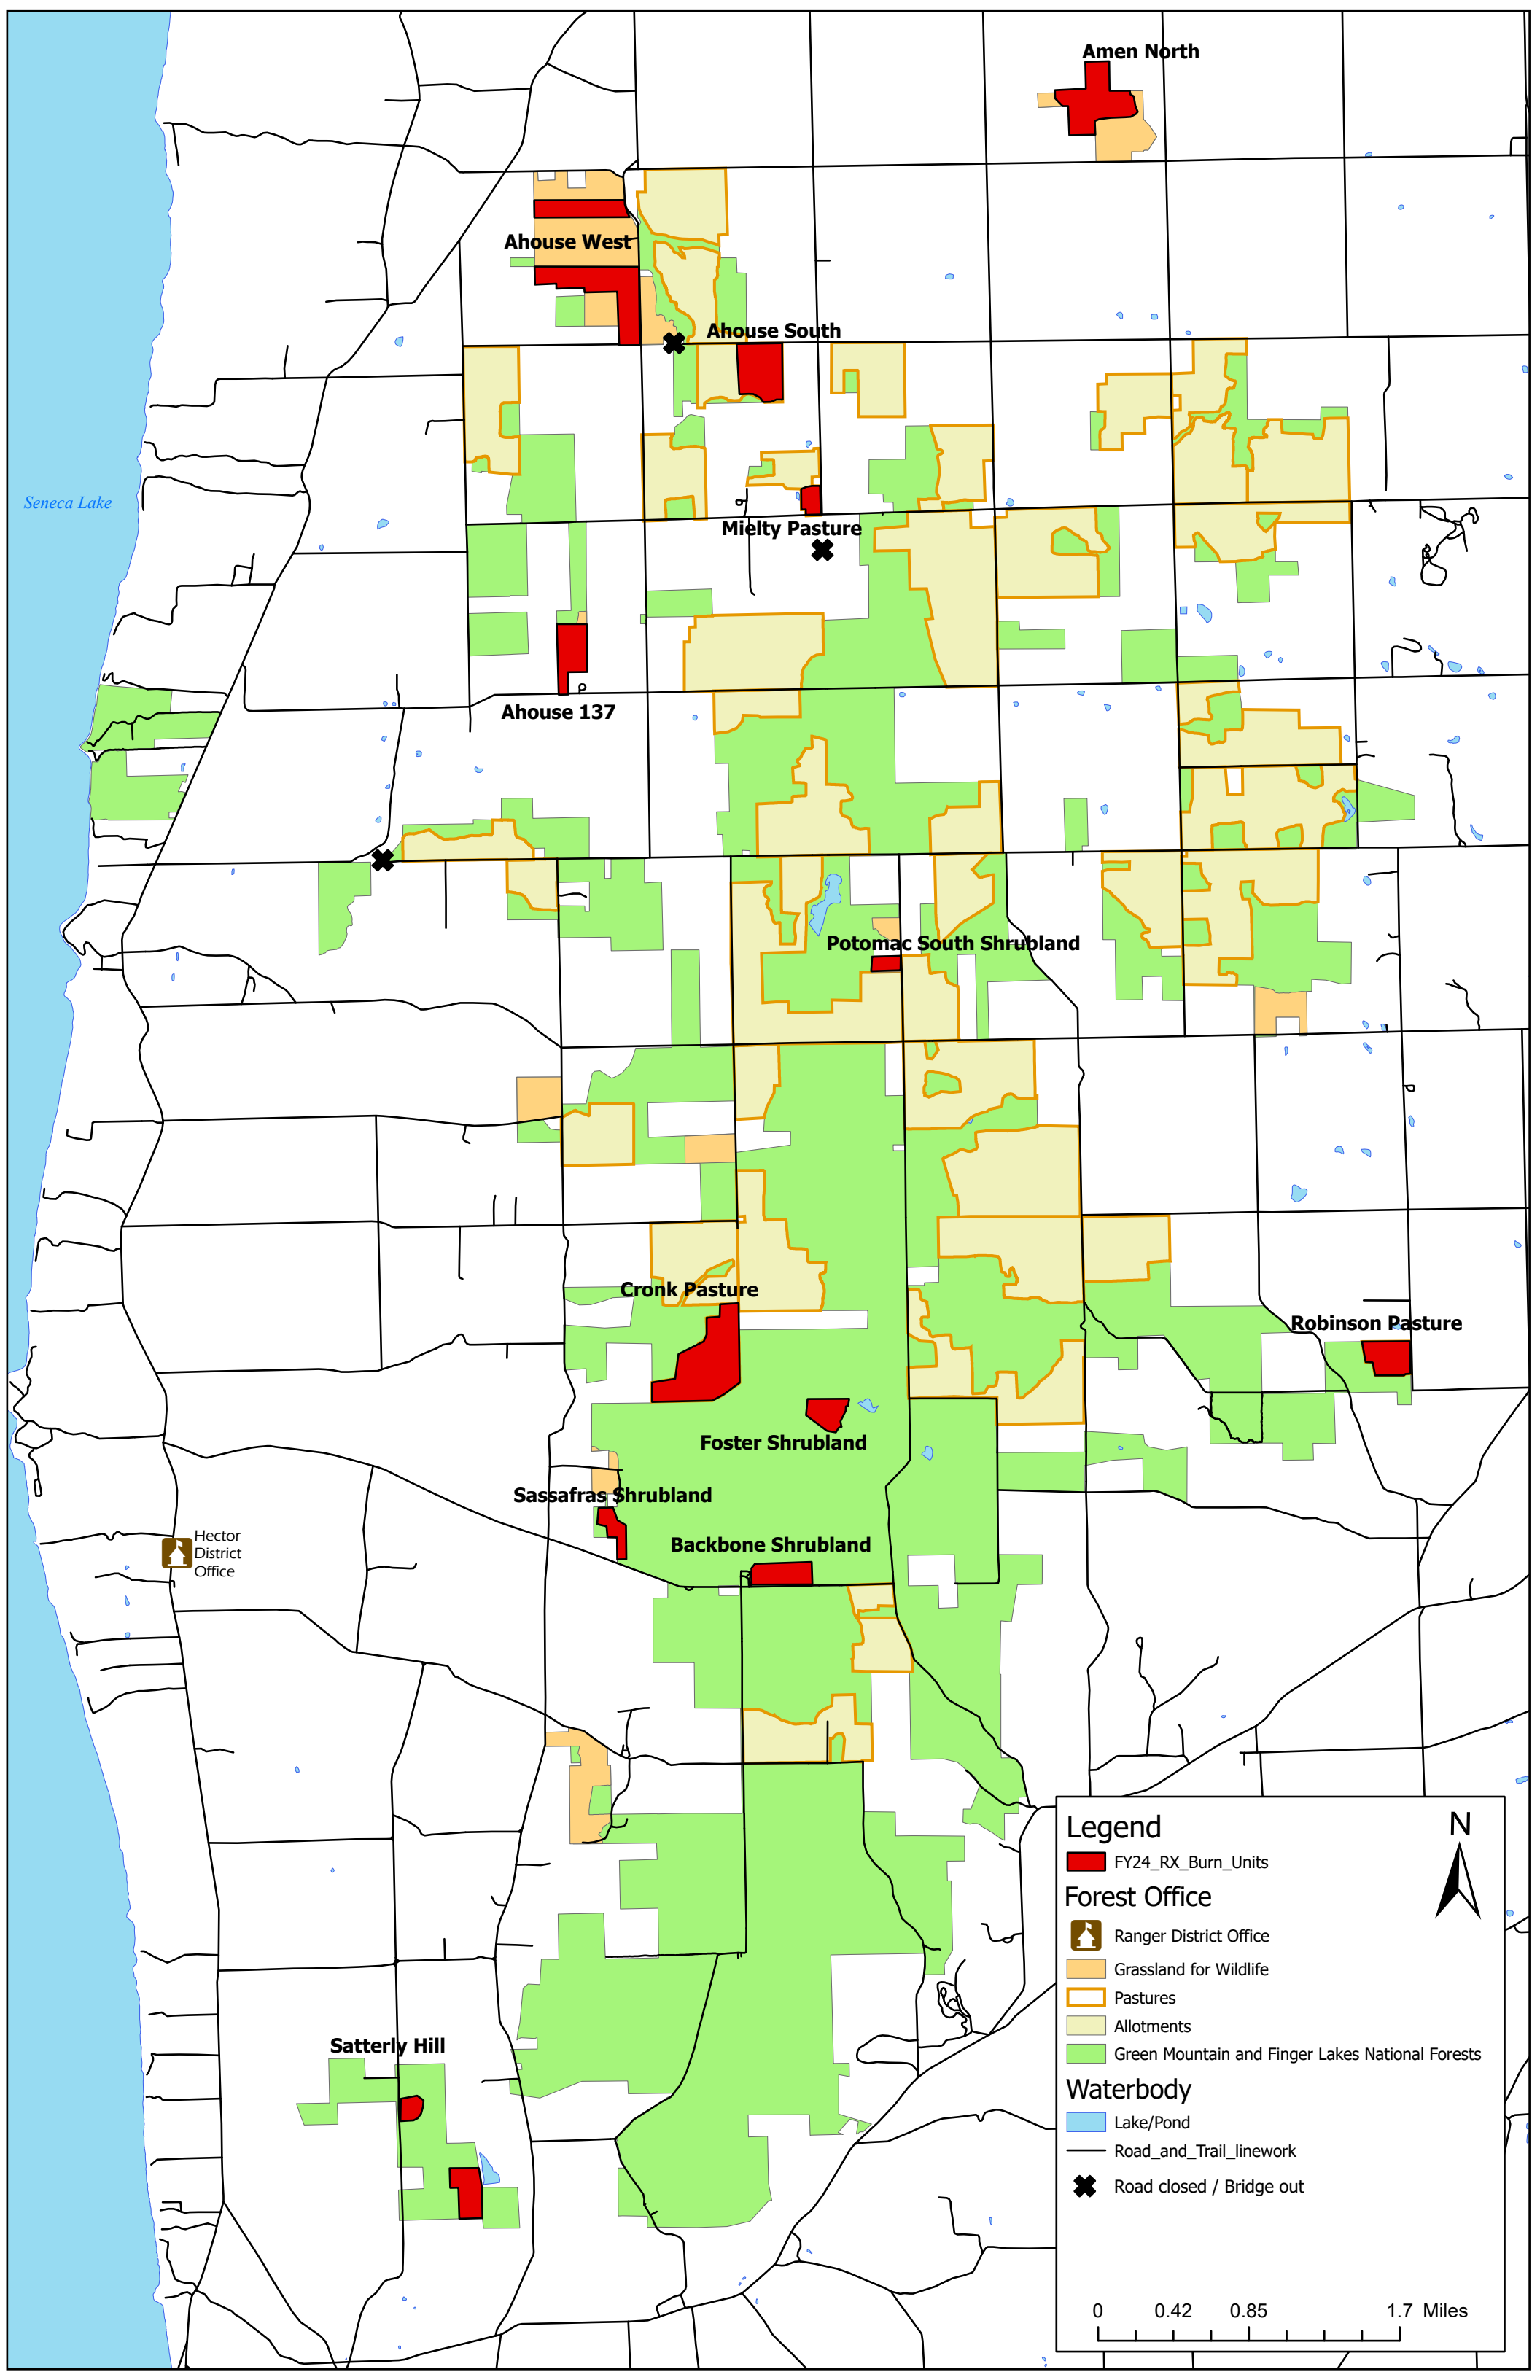 Amen North
Ahouse West
Ahouse South
Seneca Lake
Mielty Pasture
Ahouse 137
Potomac South Shrubland
Cronk Pasture
Robinson Pasture
Foster Shrubland
Sassafras Shrubland
Hector
District
Office
Backbone Shrubland
Satterly Hill
Legend
N
FY24_RX_Burn_Units
Forest Office
Ranger District Office
Grassland for Wildlife
Pastures
Allotments
Green Mountain and Finger Lakes National Forests
Waterbody
Lake/Pond
Road_and_Trail_linework
Road closed / Bridge out
0 0.42 0.85 1.7 Miles